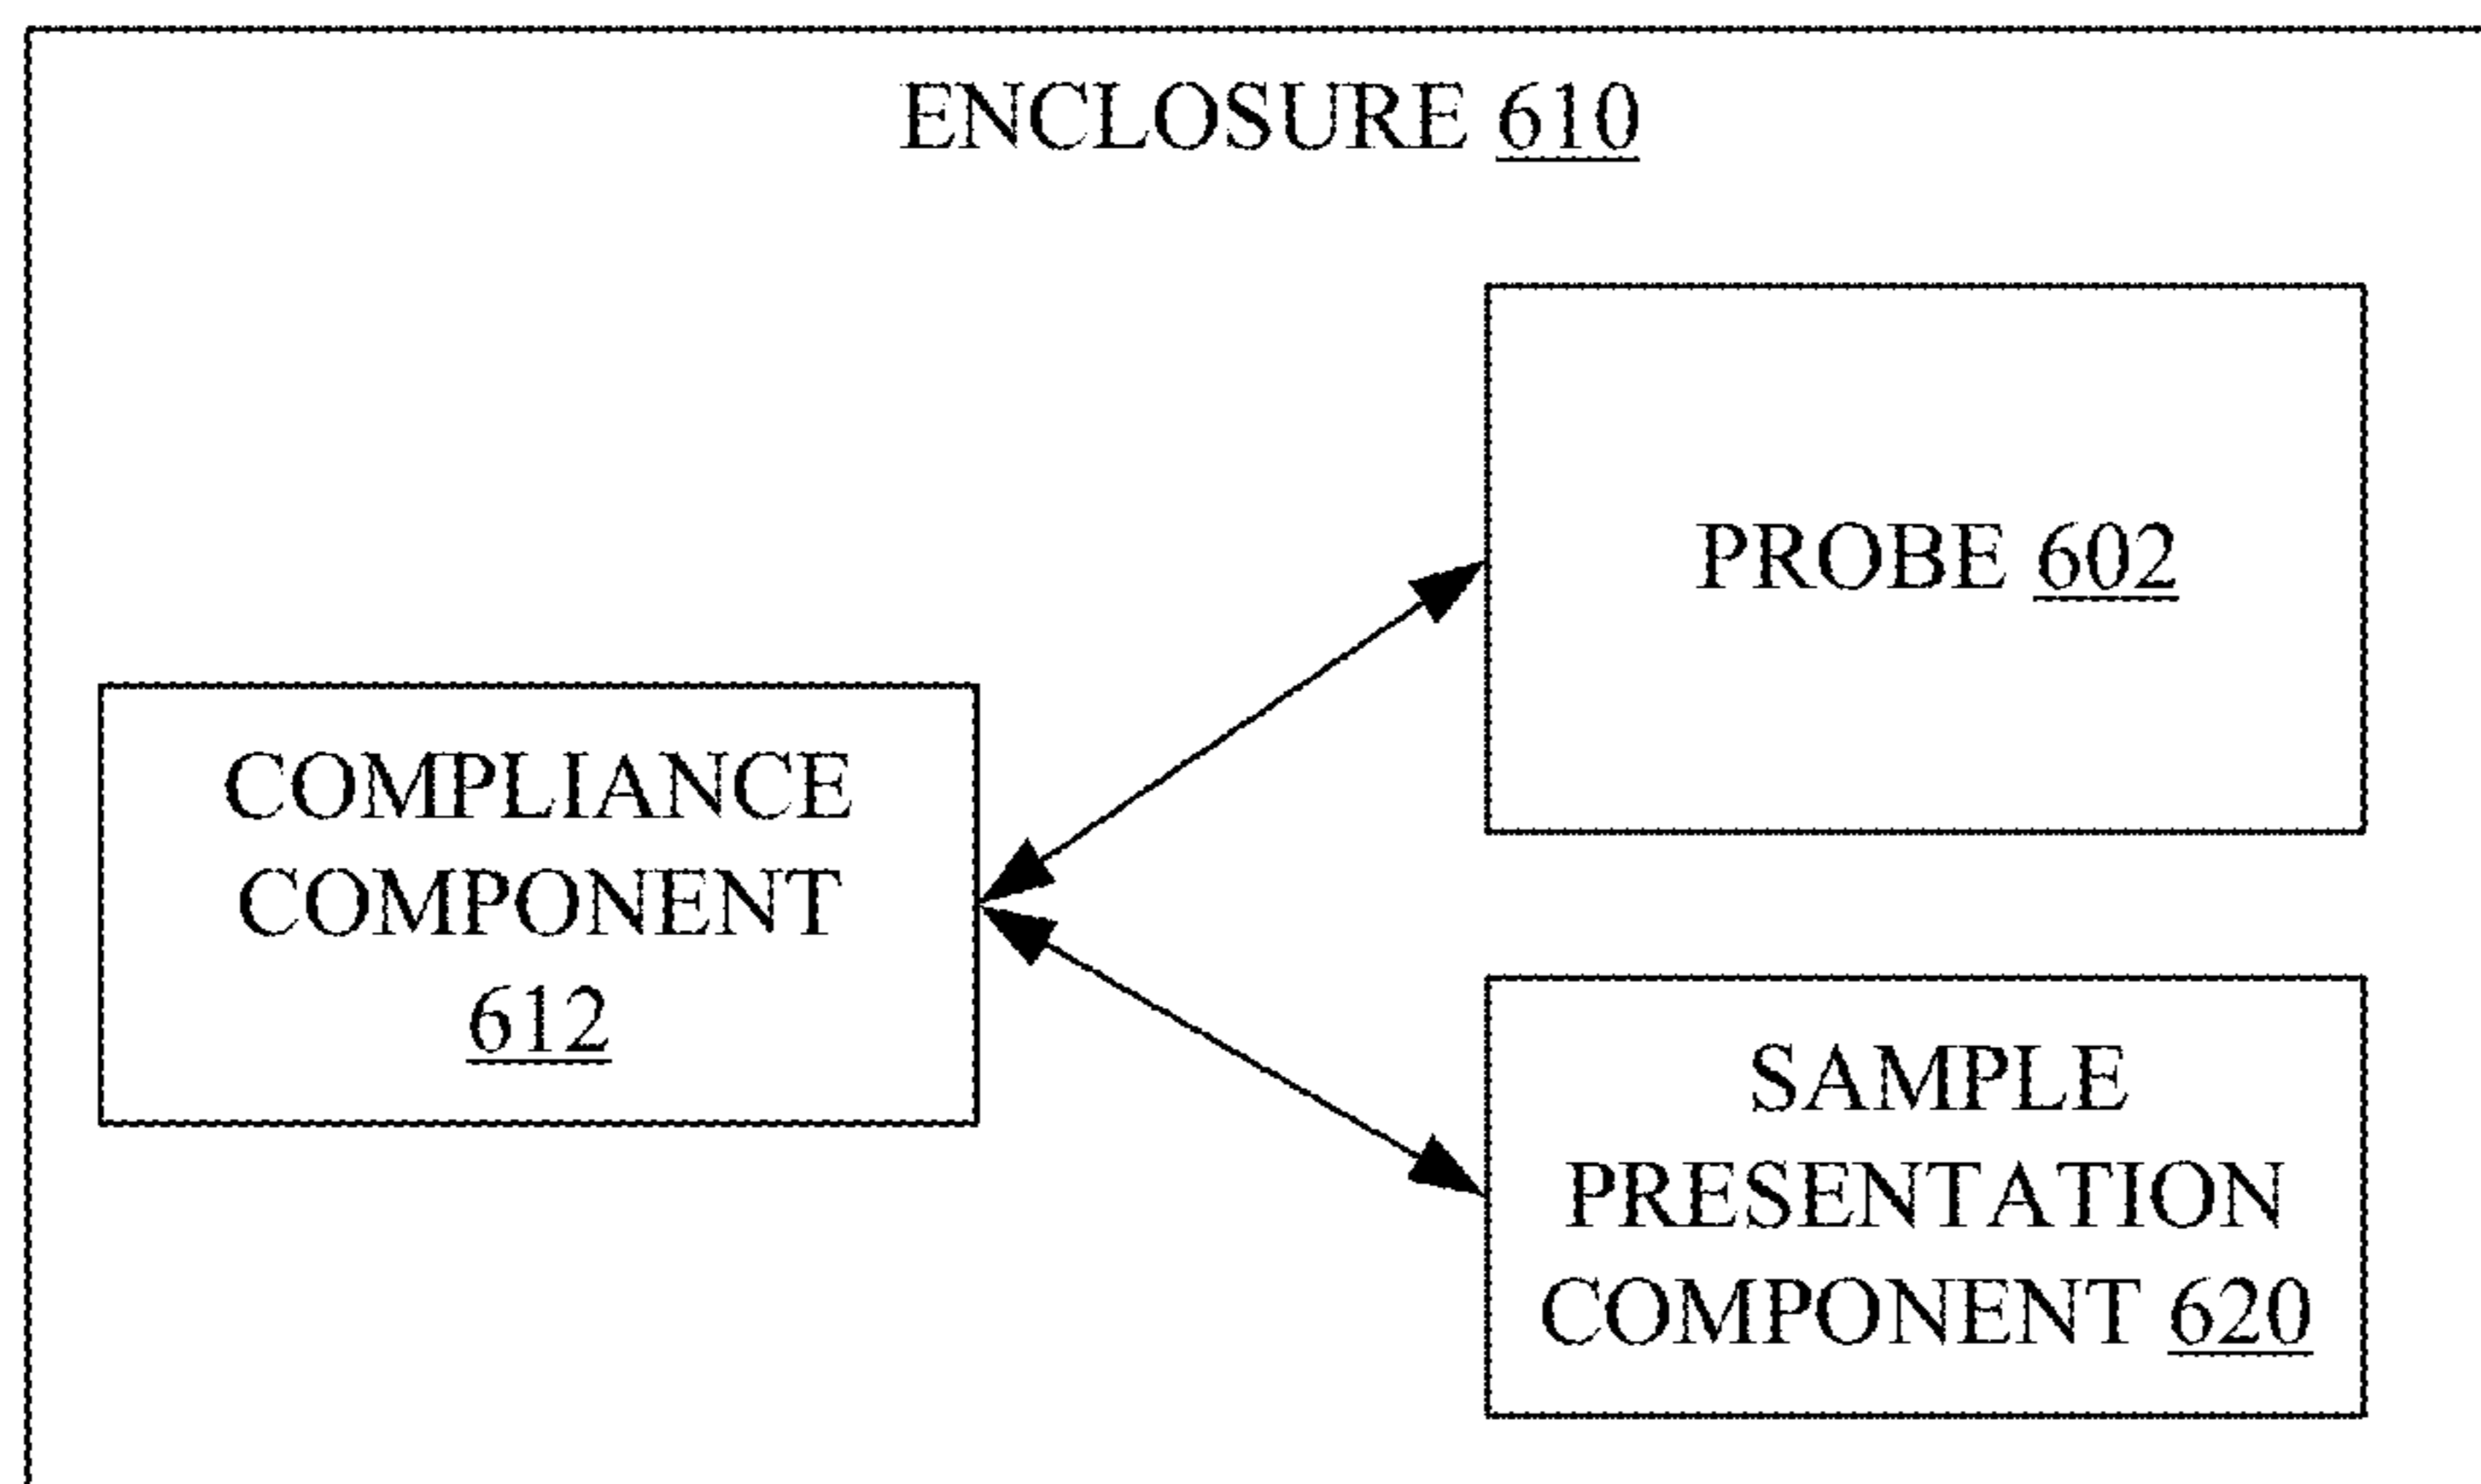 ENCLOSURE 610
PROBE 602
COMPLIANCE
COMPONENT
612
SAMPLE
PRESENTATION
COMPONENT 620